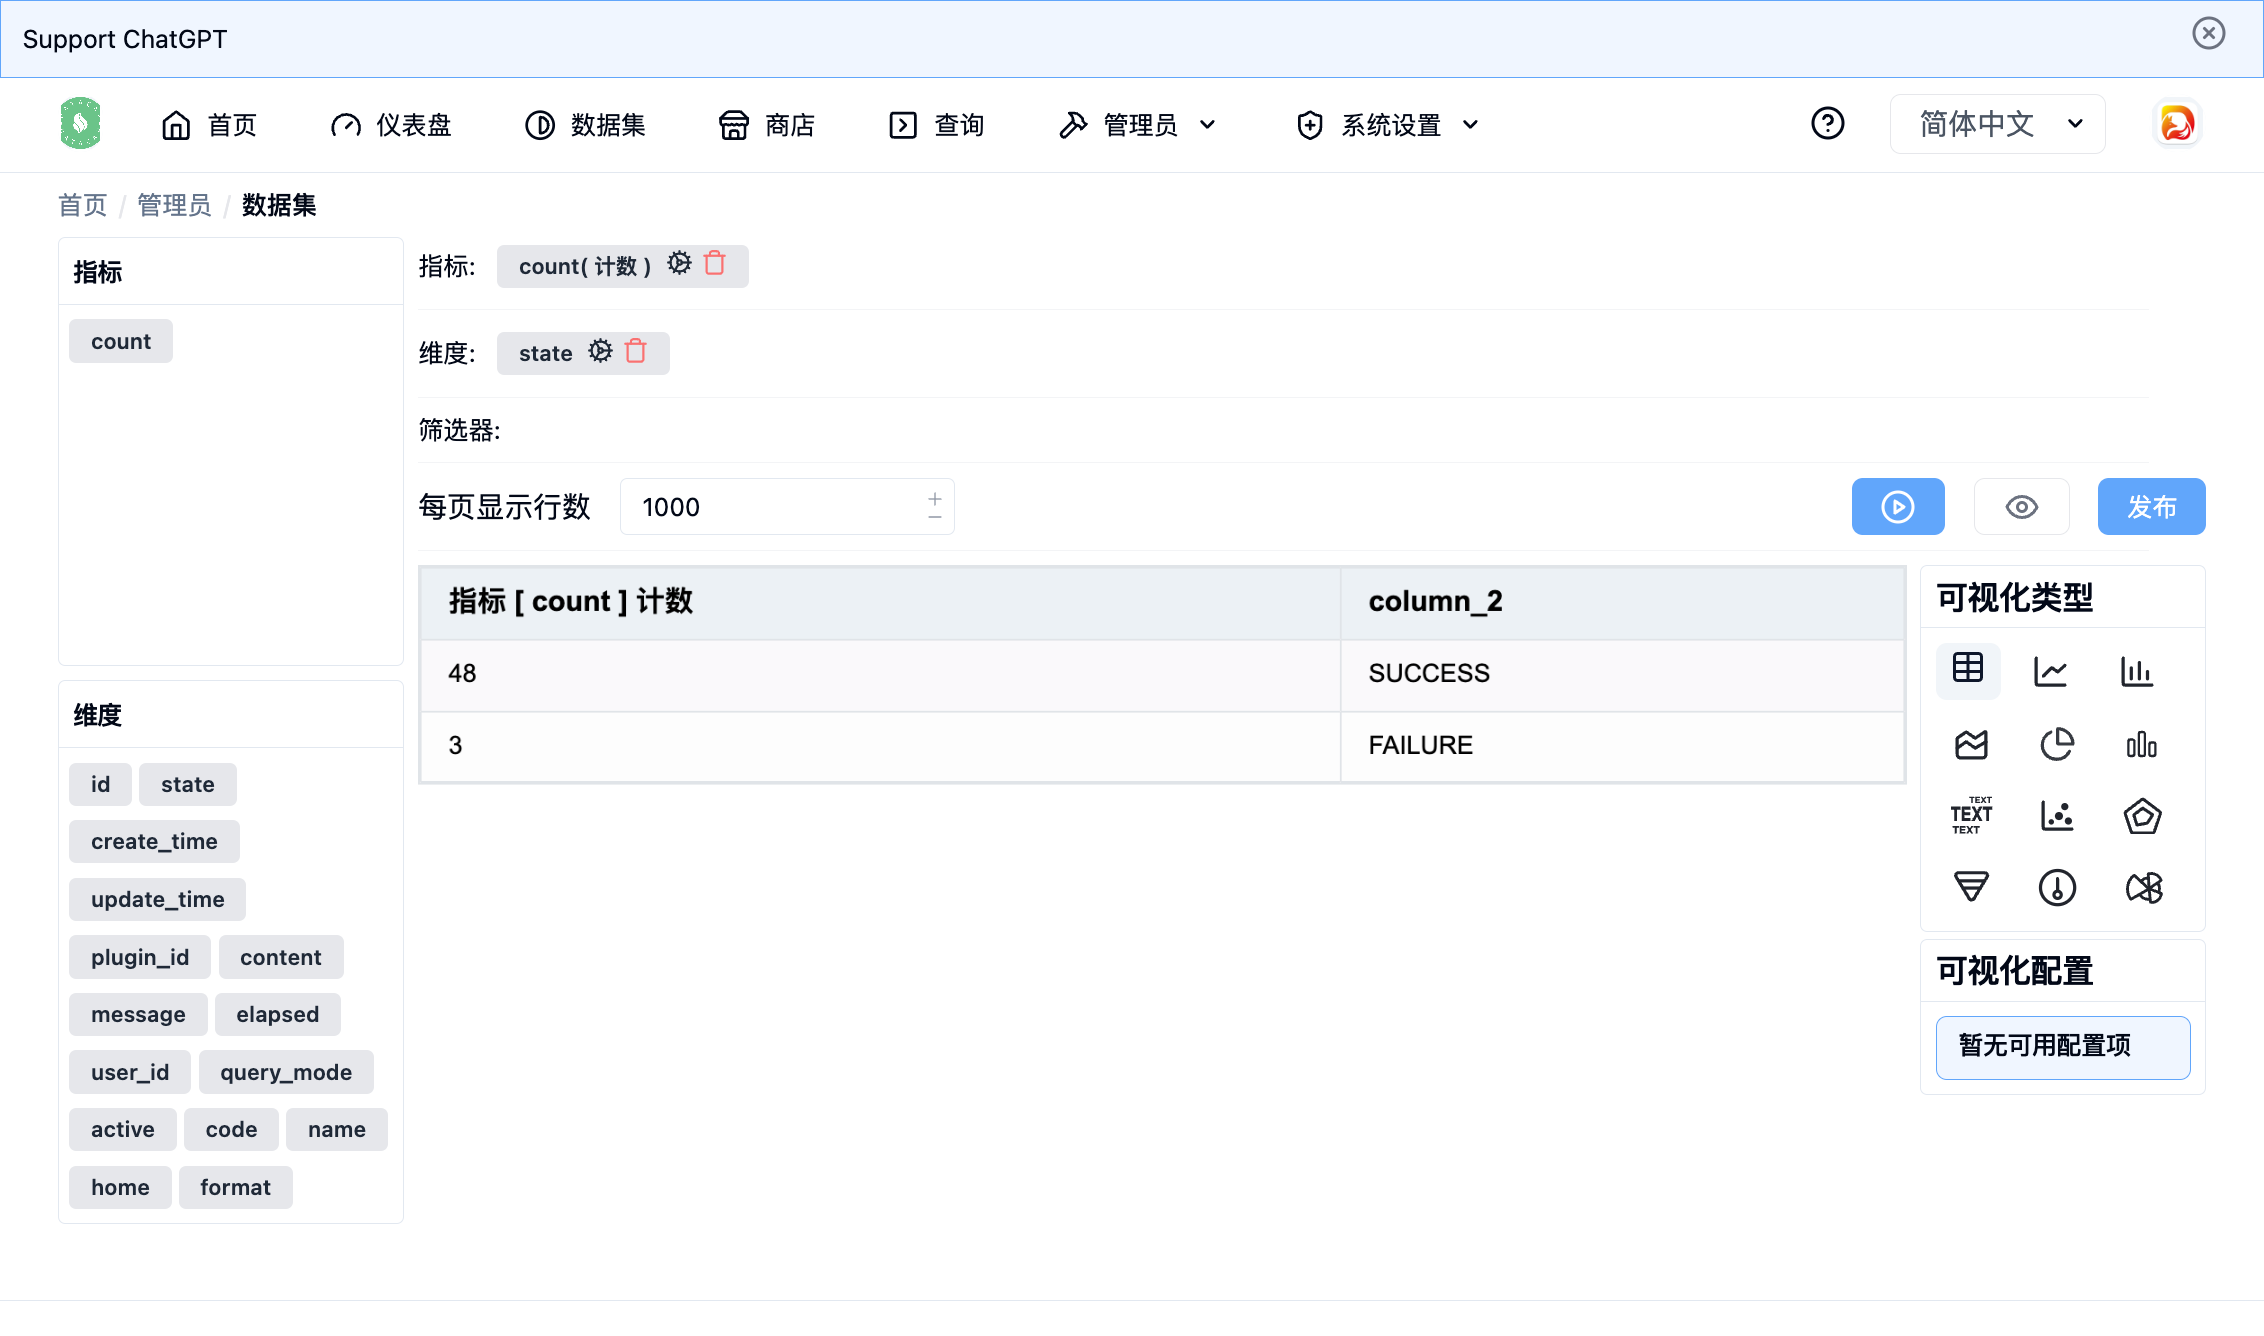 Support ChatGPT
首页 仪表盘 数据集 商店 查询 管理员 系统设置 简体中文
首页 / 管理员 / 数据集
指标
count
维度
id state
create_time
update_time
plugin_id content
message elapsed
user_id query_mode
active code name
home format
指标: count( 计数 )
维度: state
筛选器:
每页显示行数 1000 发布
指标 [ count ] 计数 column_2
48 SUCCESS
3 FAILURE
可视化类型
TEXT
TEXT
TEXT
可视化配置
暂无可用配置项